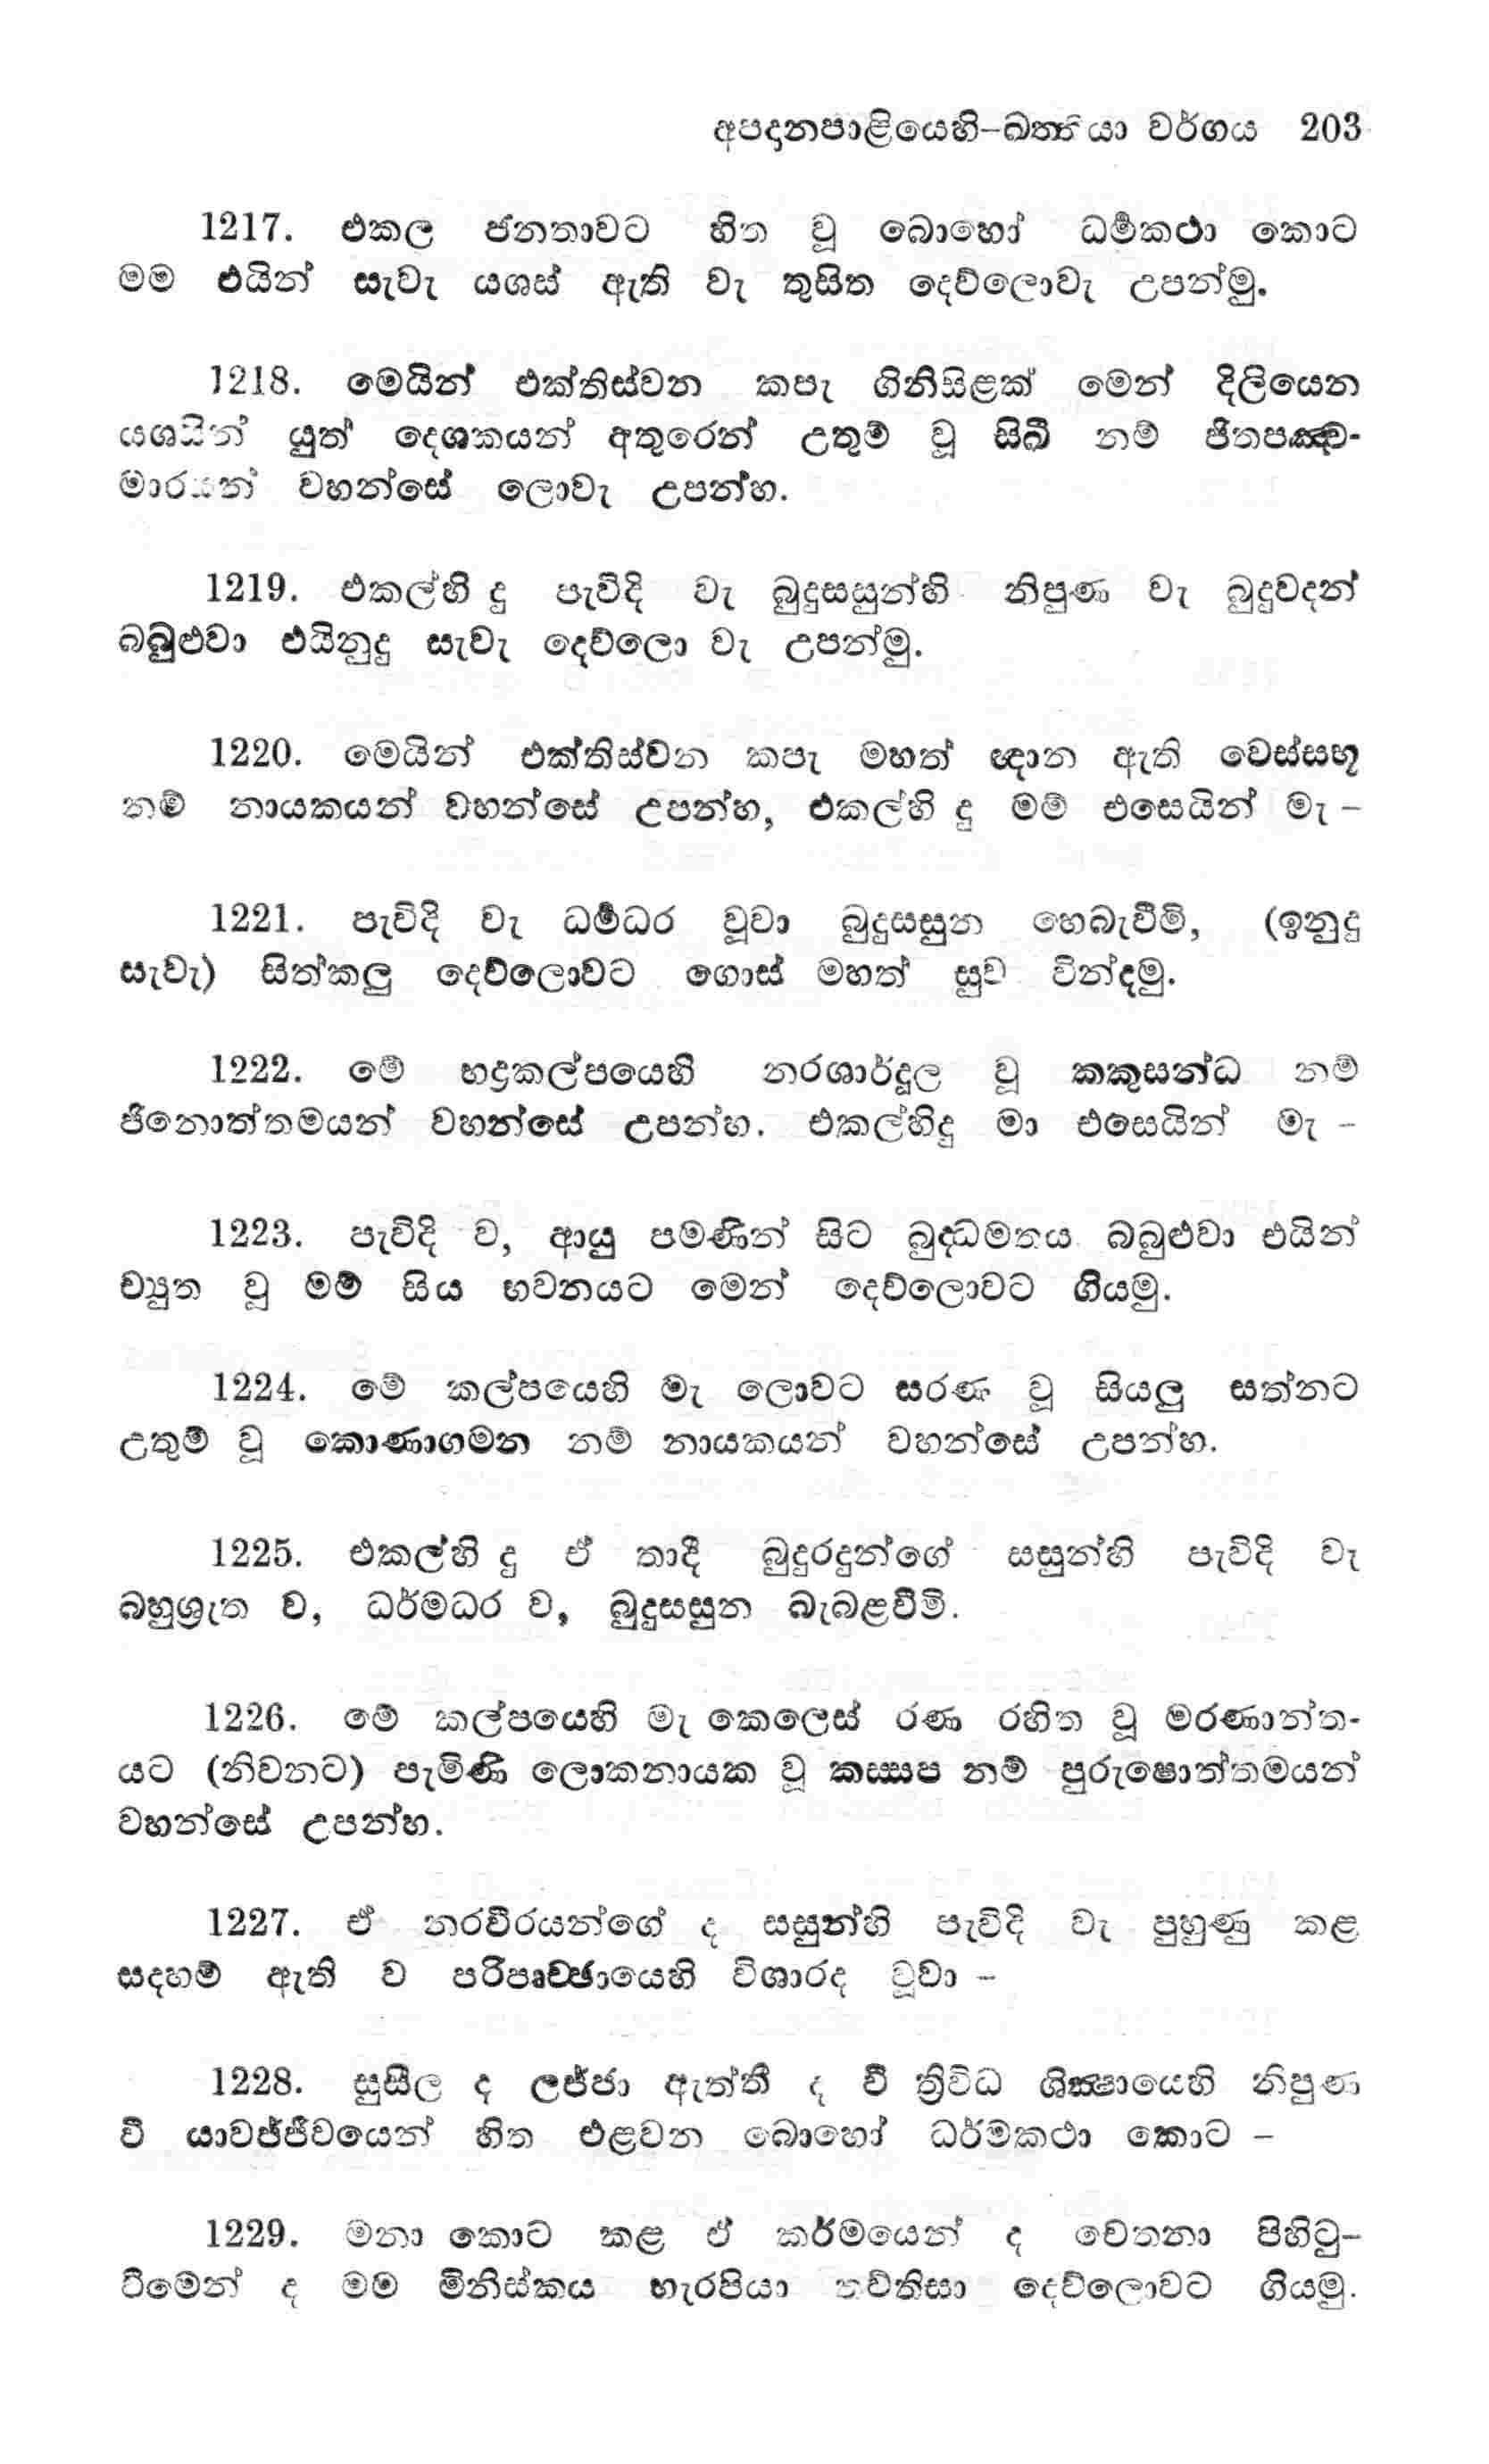 අපදානපාළියෙහි–ඛත්තියා වර්ගය 203
1217. එකල ජනතාවට හිත වූ බොහෝ ධර්‍මකථා කොට
මම එයින් සැවැ යශස් ඇති වැ තුසිත දෙව්ලොවැ උපන්මු.
1218. මෙයින් එක්තිස්වන කපැ ගිනිසිළක් මෙන් දිලියෙන
යශයින් යුත් දෙශකයන් අතුරෙන් උතුම් වූ සිඛී නම් ජිතපඤ්ච-
මාරයන් වහන්සේ ලොවැ උපන්හ.
1219. එකල්හි දු පැවිදි වැ බුදුසසුන්හි නිපුණ වැ බුදුවදන්
බබුළුවා එයිනුදු සැවැ දෙව්ලො වැ උපන්මු.
1220. මෙයින් එක්තිස්වන කපැ මහත් ඥාන ඇති වෙස්සභූ
නම් නායකයන් වහන්සේ උපන්හ, එකල්හි දු මම් එසෙයින් මැ –
1221. පැවිදි වැ ධර්‍මධර වූවා බුදුසසුන හෙබැවීමි, (ඉනුදු
සැවැ) සිත්කලු දෙව්ලොවට ගොස් මහත් සුව වින්දමු.
1222. මේ භද්‍රකල්පයෙහි නරශාර්දූල වූ කකුසන්ධ නම්
ජිනොත්තමයන් වහන්සේ උපන්හ. එකල්හිදු මා එසෙයින් මැ –
1223. පැවිදි ව, ආයු පමණින් සිට බුද්ධමතය බබුළුවා එයින්
ච්‍යුත වූ මම් සිය භවනයට මෙන් දෙව්ලොවට ගියමු.
1224. මේ කල්පයෙහි මැ ලොවට සරණ වූ සියලු සත්නට
උතුම් වූ කොණාගමන නම් නායකයන් වහන්සේ උපන්හ.
1225. එකල්හි දු ඒ තාදී බුදුරදුන්ගේ සසුන්හි පැවිදි වැ
බහුශ්‍රැත ව, ධර්මධර ව, බුදුසසුන බැබළවීමි.
1226. මේ කල්පයෙහි මැ කෙලෙස් රණ රහිත වූ මරණාන්ත-
යට (නිවනට) පැමිණි ලොකනායක වූ කස්සප නම් පුරුෂොත්තමයන්
වහන්සේ උපන්හ.
1227. ඒ නරවීරයන්ගේ ද සසුන්හි පැවිදි වැ පුහුණු කළ
සදහම් ඇති ව පරිපෘච්ඡායෙහි විශාරද වූවා –
1228. සුසීල ද ලජ්ජා ඇත්තී ද වී ත්‍රිවිධ ශික්‍ෂායෙහි නිපුණ
වී යාවජ්ජීවයෙන් හිත එළවන බොහෝ ධර්මකථා කොට –
1229. මනා කොට කළ ඒ කර්මයෙන් ද චෙතනා පිහිටු–
වීමෙන් ද මම මිනිස්කය හැරපියා තව්තිසා දෙව්ලොවට ගියමු.